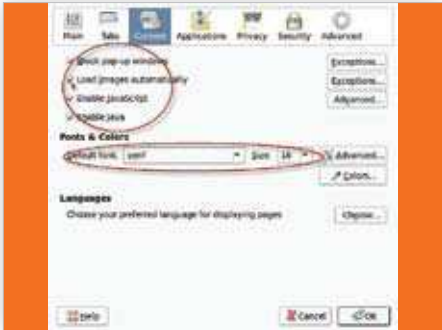 Main Tabs Content Applications Privacy Security Advanced
Block pop-up windows Exceptions...
Load images automatically Exceptions...
Enable JavaScript Advanced...
Enable Java
Fonts & Colors
Default font: serif Size: 16 Advanced...
Colors...
Languages
Choose your preferred language for displaying pages Choose...
Help Cancel OK